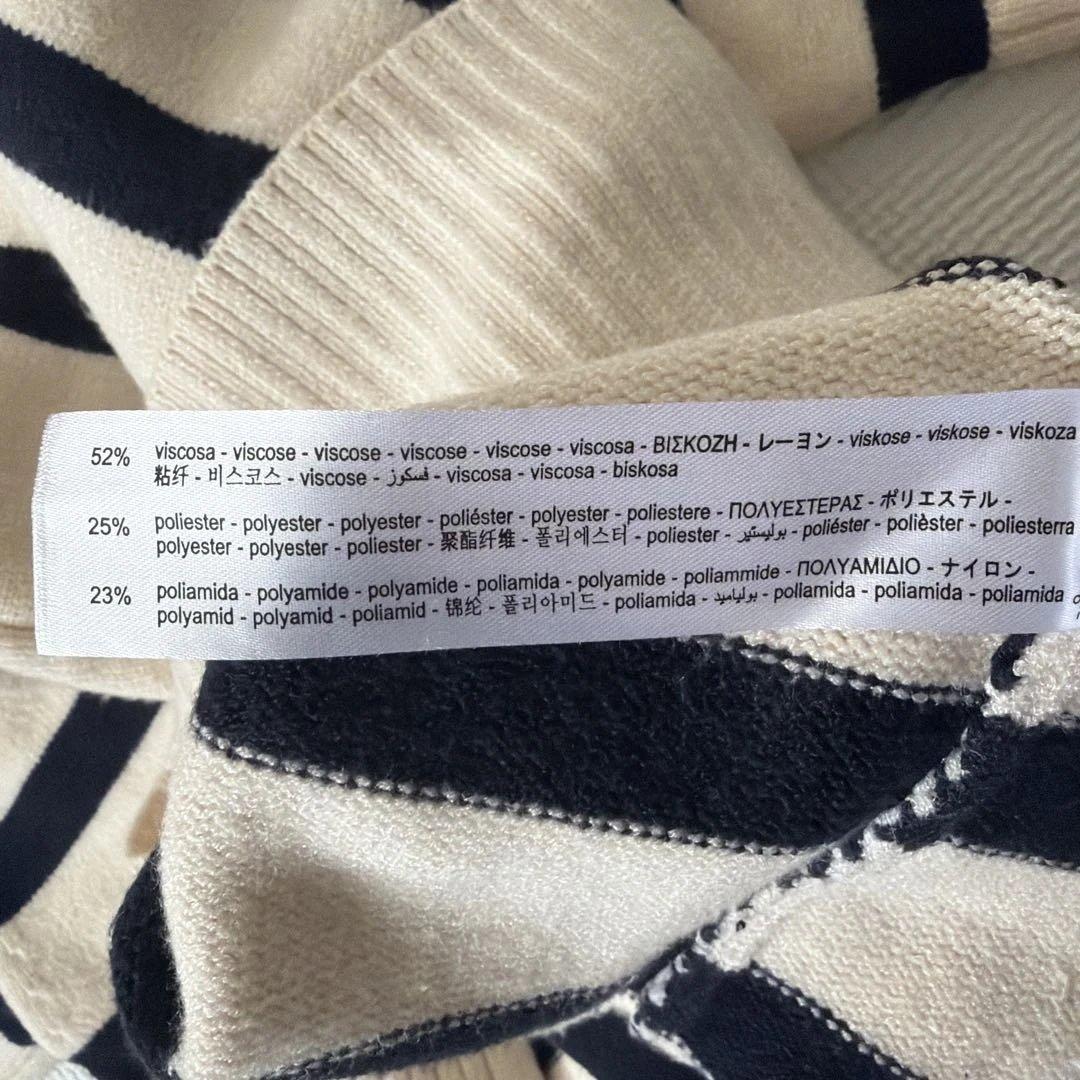 52% viscosa - viscose - viscose - viscose - viscose - viscosa - ΒΙΣΚΟΖΗ - レーヨン - viskose - viskose - viskoza
粘纤 - 비스코스 - viscose - فسكوز - viscosa - viscosa - biskosa
25% poliester - polyester - polyester - poliéster - polyester - poliestere - ΠΟΛΥΕΣΤΕΡΑΣ - ポリエステル -
polyester - polyester - poliester - 聚酯纤维 - 폴리에스터 - poliester - بوليستير - poliéster - polièster - poliesterra
23% poliamida - polyamide - polyamide - poliamida - polyamide - poliammide - ΠΟΛΥΑΜΙΔΙΟ - ナイロン -
polyamid - polyamid - poliamid - 锦纶 - 폴리아미드 - poliamida - بولياميد - poliamida - poliamida - poliamida